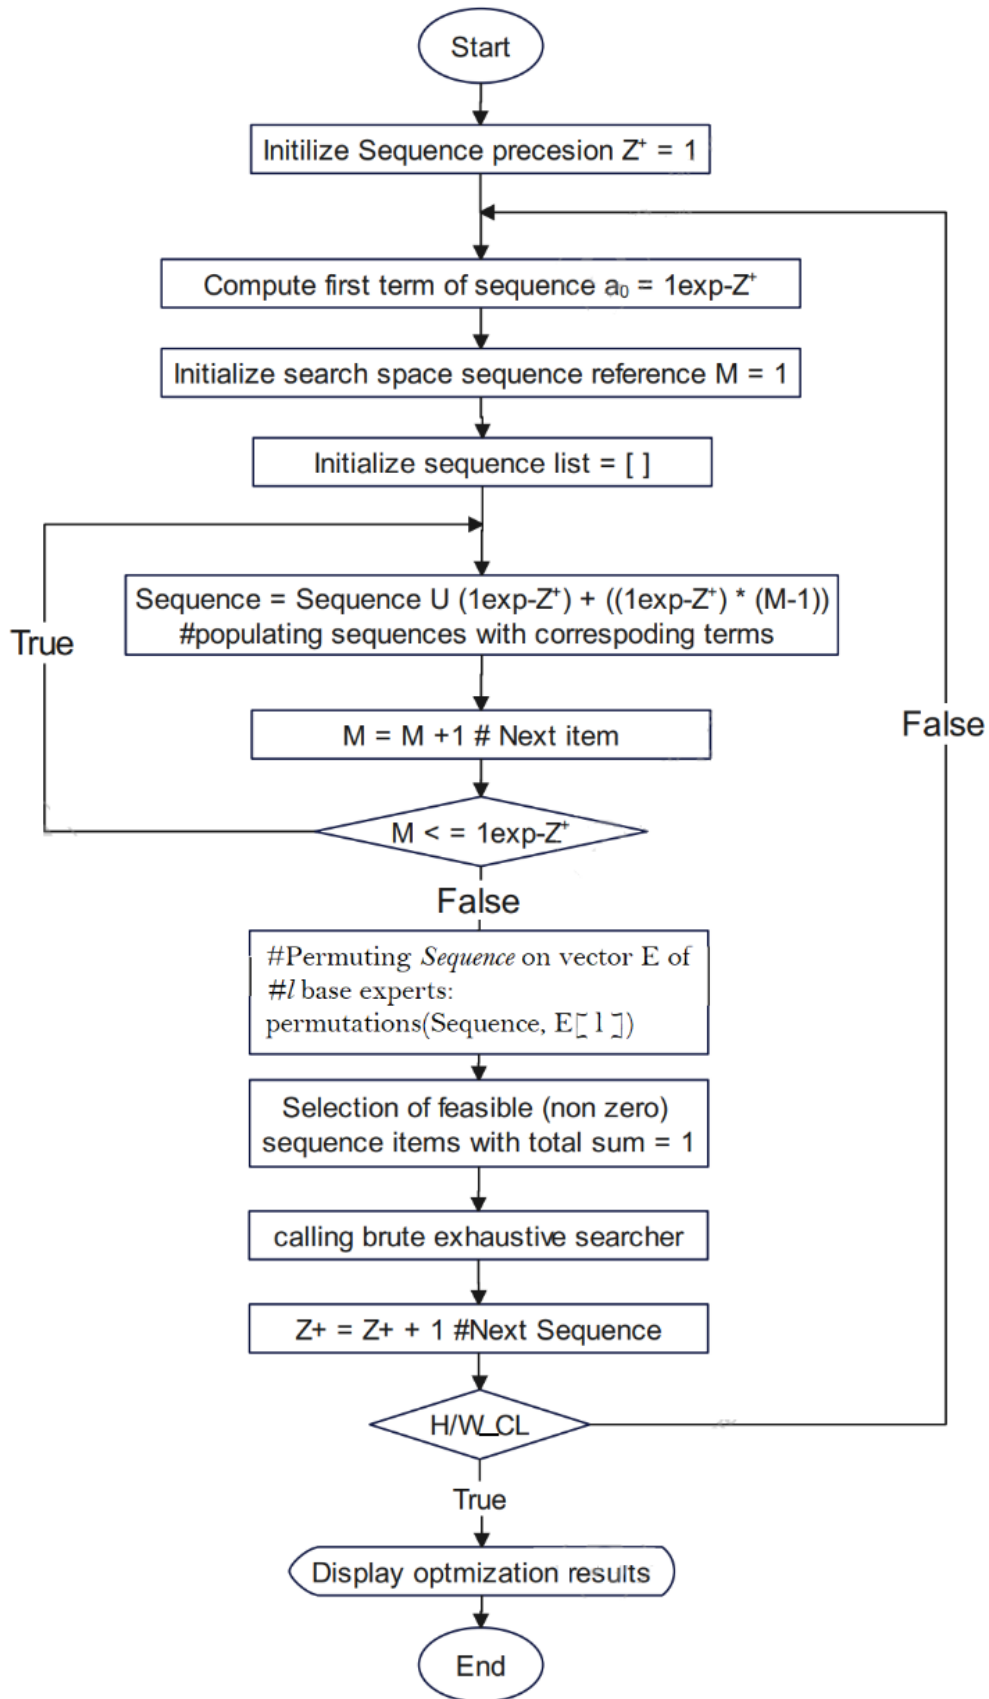 Start
Initilize Sequence precesion Z⁺ = 1
Compute first term of sequence a₀ = 1exp-Z⁺
Initialize search space sequence reference M = 1
Initialize sequence list = [ ]
Sequence = Sequence U (1exp-Z⁺) + ((1exp-Z⁺) * (M-1))
#populating sequences with correspoding terms
True
M = M +1 # Next item
False
M < = 1exp-Z⁺
False
#Permuting Sequence on vector E of
#l base experts:
permutations(Sequence, E[ l ])
Selection of feasible (non zero)
sequence items with total sum = 1
calling brute exhaustive searcher
Z+ = Z+ + 1 #Next Sequence
H/W_CL
True
Display optmization results
End